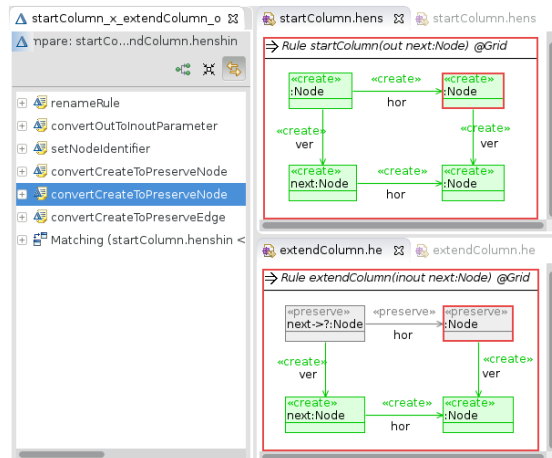 startColumn_x_extendColumn_o
mpare: startCo...ndColumn.henshin
renameRule
convertOutToInoutParameter
setNodeIdentifier
convertCreateToPreserveNode
convertCreateToPreserveNode
convertCreateToPreserveEdge
Matching (startColumn.henshin <
startColumn.hens
startColumn.hens
Rule startColumn(out next:Node) @Grid
«create»
:Node
«create»
hor
«create»
:Node
«create»
ver
«create»
ver
«create»
next:Node
«create»
hor
«create»
:Node
extendColumn.he
extendColumn.he
Rule extendColumn(inout next:Node) @Grid
«preserve»
next->?:Node
«preserve»
hor
«preserve»
:Node
«create»
ver
«create»
ver
«create»
next:Node
«create»
hor
«create»
:Node